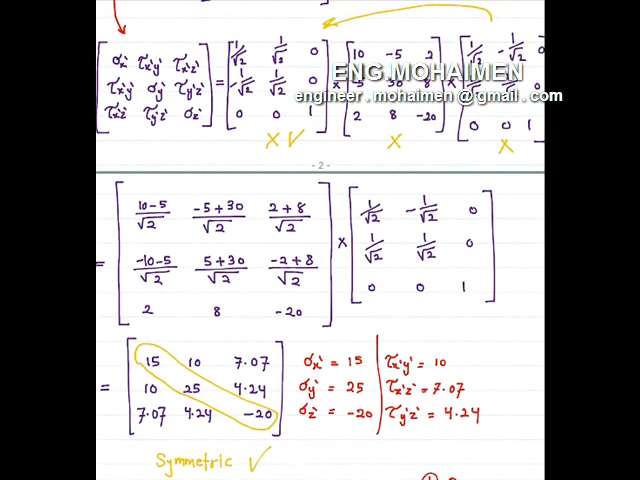 [σx` τx`y` τx`z`] = [1/√2 1/√2 0] × [10 -5 2] × [1/√2 -1/√2 0]
ENG.MOHAIMEN
[τx`y` σy` τy`z`] [-1/√2 1/√2 0] [-5 30 8]
engineer . mohaimen @ gmail . com
[τx`z` τy`z` σz`] [0 0 1] [2 8 -20] [0 0 1]
× ✓ × ×
- 2 -
[10-5/√2 -5+30/√2 2+8/√2] × [1/√2 -1/√2 0]
= [-10-5/√2 5+30/√2 -2+8/√2] [1/√2 1/√2 0]
[2 8 -20] [0 0 1]
[15 10 7.07] σx` = 15 | τx`y` = 10
= [10 25 4.24] σy` = 25 | τx`z` = 7.07
[7.07 4.24 -20] σz` = -20 | τy`z` = 4.24
Symmetric ✓